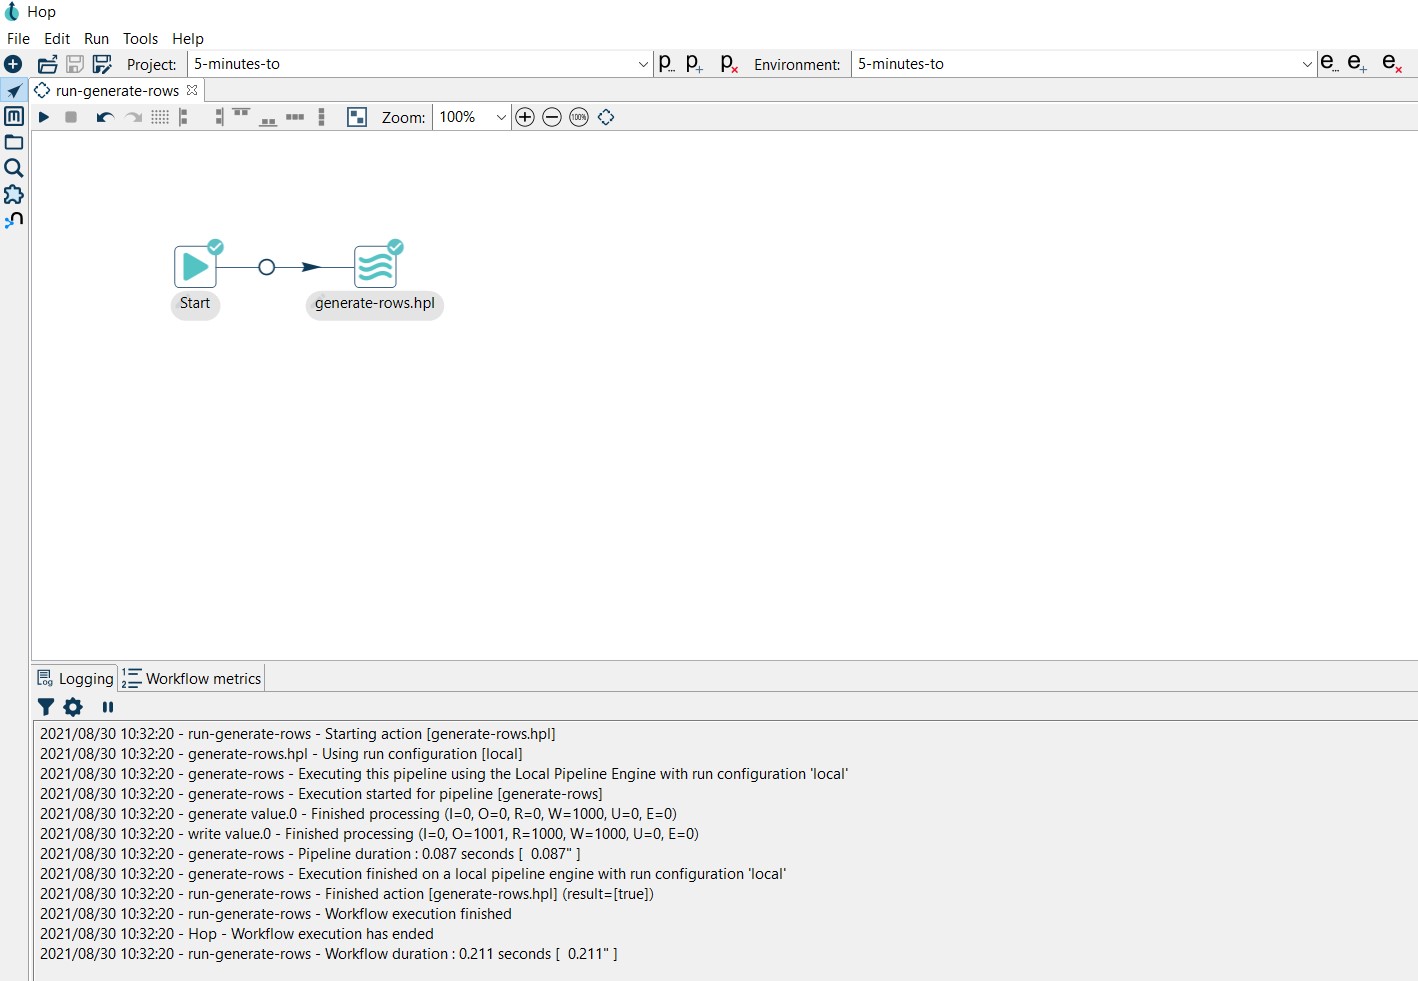 Hop
File Edit Run Tools Help
Project: 5-minutes-to p... p+ px Environment: 5-minutes-to e... e+ ex
run-generate-rows
Zoom: 100% 100%
Start generate-rows.hpl
Logging Workflow metrics
2021/08/30 10:32:20 - run-generate-rows - Starting action [generate-rows.hpl]
2021/08/30 10:32:20 - generate-rows.hpl - Using run configuration [local]
2021/08/30 10:32:20 - generate-rows - Executing this pipeline using the Local Pipeline Engine with run configuration 'local'
2021/08/30 10:32:20 - generate-rows - Execution started for pipeline [generate-rows]
2021/08/30 10:32:20 - generate value.0 - Finished processing (I=0, O=0, R=0, W=1000, U=0, E=0)
2021/08/30 10:32:20 - write value.0 - Finished processing (I=0, O=1001, R=1000, W=1000, U=0, E=0)
2021/08/30 10:32:20 - generate-rows - Pipeline duration : 0.087 seconds [  0.087" ]
2021/08/30 10:32:20 - generate-rows - Execution finished on a local pipeline engine with run configuration 'local'
2021/08/30 10:32:20 - run-generate-rows - Finished action [generate-rows.hpl] (result=[true])
2021/08/30 10:32:20 - run-generate-rows - Workflow execution finished
2021/08/30 10:32:20 - Hop - Workflow execution has ended
2021/08/30 10:32:20 - run-generate-rows - Workflow duration : 0.211 seconds [  0.211" ]